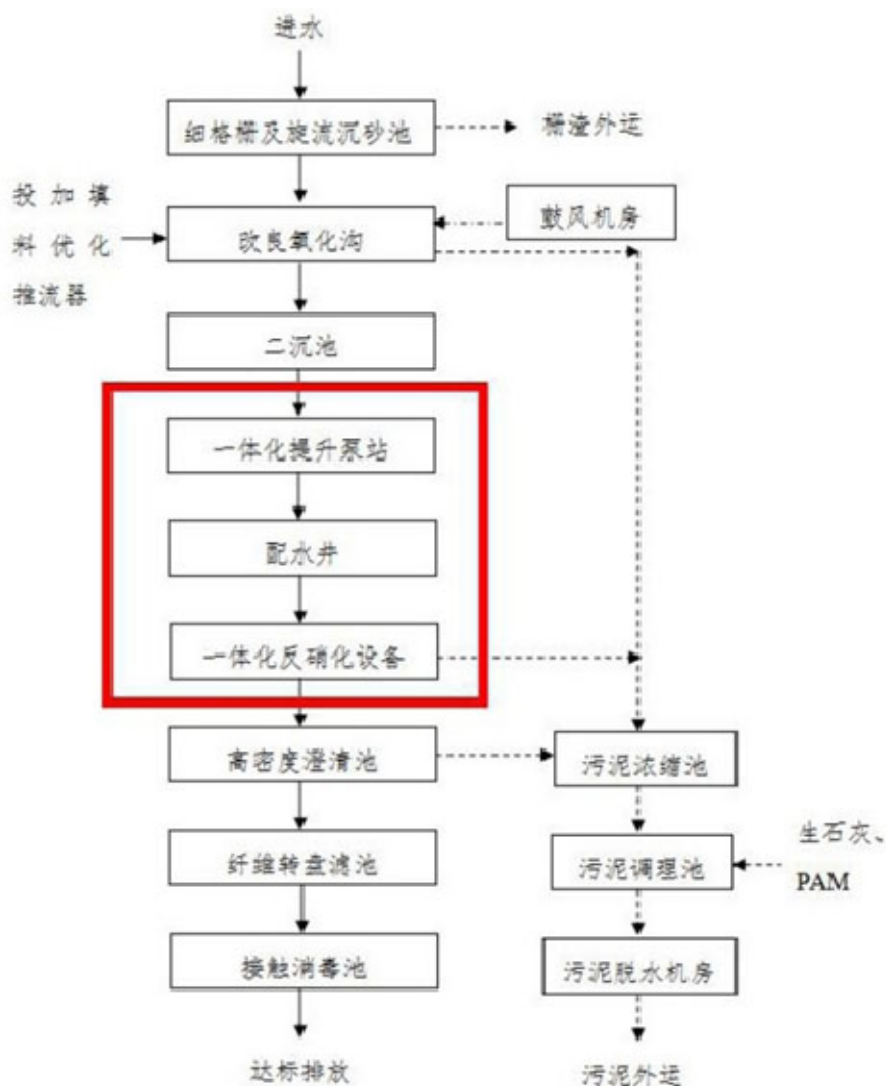 进水
细格栅及旋流沉砂池
栅渣外运
投加填
料优化
推流器
改良氧化沟
鼓风机房
二沉池
一体化提升泵站
配水井
一体化反硝化设备
高密度澄清池
污泥浓缩池
纤维转盘滤池
污泥调理池
生石灰、
PAM
接触消毒池
污泥脱水机房
达标排放
污泥外运